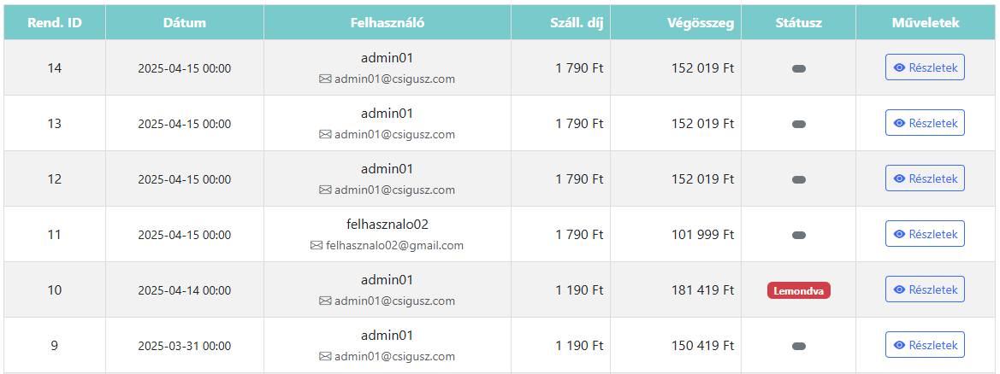 Rend. ID Dátum Felhasználó Száll. díj Végösszeg Státusz Műveletek
14 2025-04-15 00:00 admin01 1 790 Ft 152 019 Ft Részletek
admin01@csigusz.com
13 2025-04-15 00:00 admin01 1 790 Ft 152 019 Ft Részletek
admin01@csigusz.com
12 2025-04-15 00:00 admin01 1 790 Ft 152 019 Ft Részletek
admin01@csigusz.com
11 2025-04-15 00:00 felhasznalo02 1 790 Ft 101 999 Ft Részletek
felhasznalo02@gmail.com
10 2025-04-14 00:00 admin01 1 190 Ft 181 419 Ft Lemondva Részletek
admin01@csigusz.com
9 2025-03-31 00:00 admin01 1 190 Ft 150 419 Ft Részletek
admin01@csigusz.com